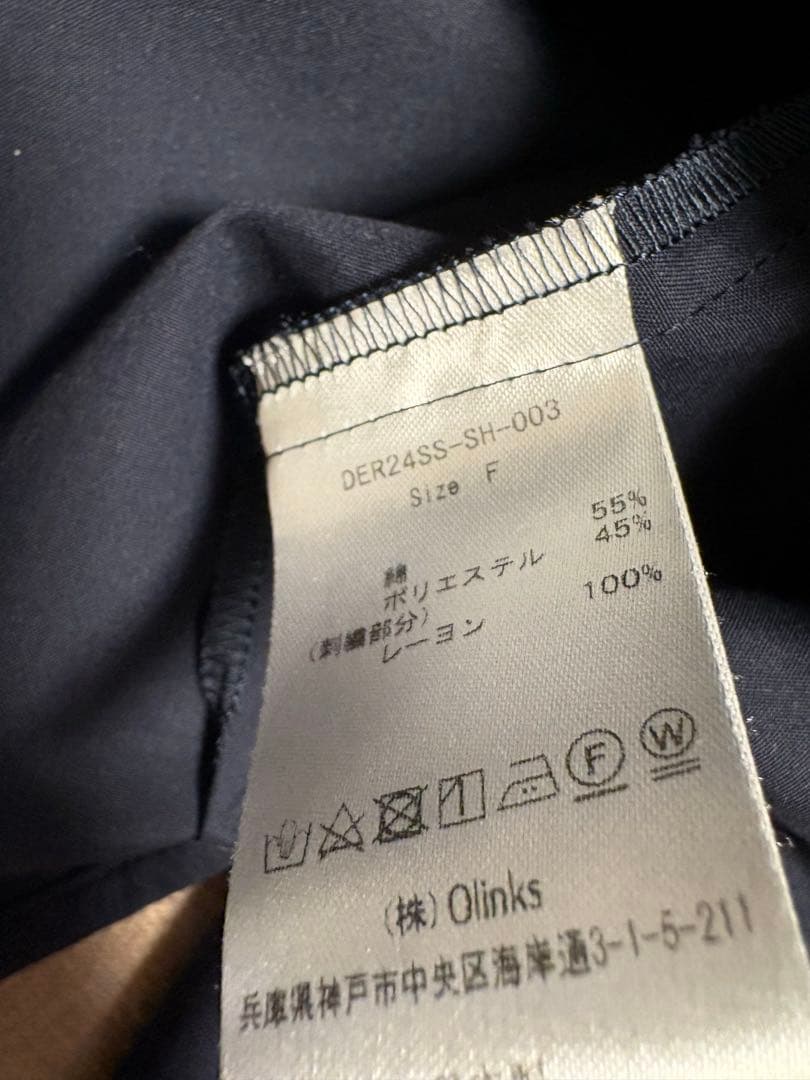 DER24SS-SH-003
Size F
綿 55%
ポリエステル 45%
(刺繍部分)
レーヨン 100%
F W
(株)Olinks
兵庫県神戸市中央区海岸通3-1-5-211